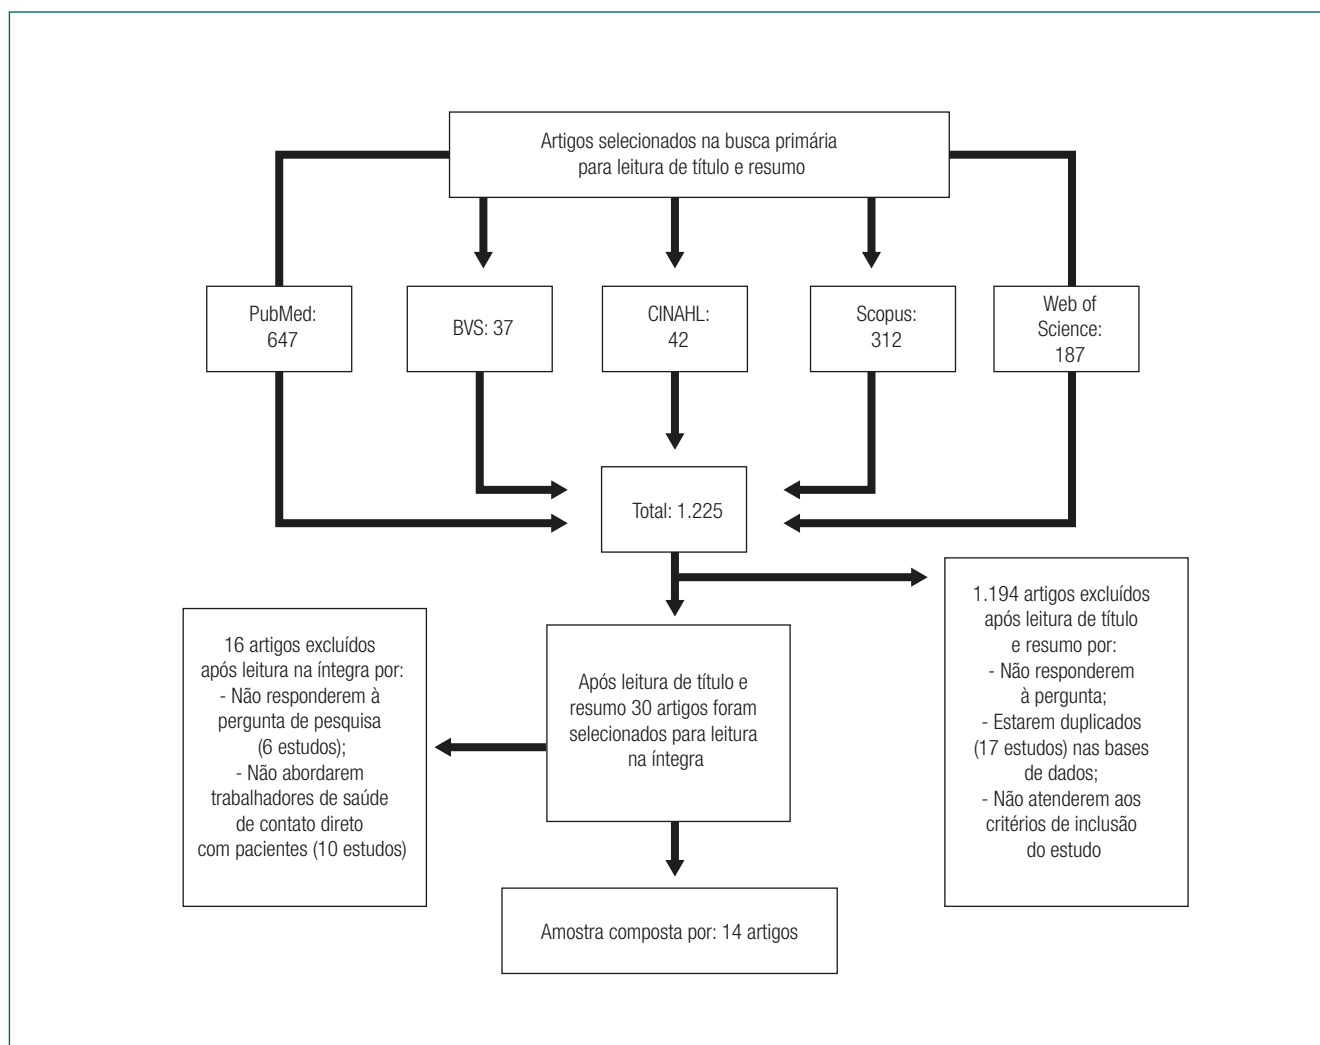 Artigos selecionados na busca primária
para leitura de título e resumo
PubMed:
647
BVS: 37
CINAHL:
42
Scopus:
312
Web of
Science:
187
Total: 1.225
1.194 artigos excluídos
após leitura de título
e resumo por:
- Não responderem
à pergunta;
- Estarem duplicados
(17 estudos) nas bases
de dados;
- Não atenderem aos
critérios de inclusão
do estudo
16 artigos excluídos
após leitura na íntegra por:
- Não responderem à
pergunta de pesquisa
(6 estudos);
- Não abordarem
trabalhadores de saúde
de contato direto
com pacientes (10 estudos)
Após leitura de título e
resumo 30 artigos foram
selecionados para leitura
na íntegra
Amostra composta por: 14 artigos